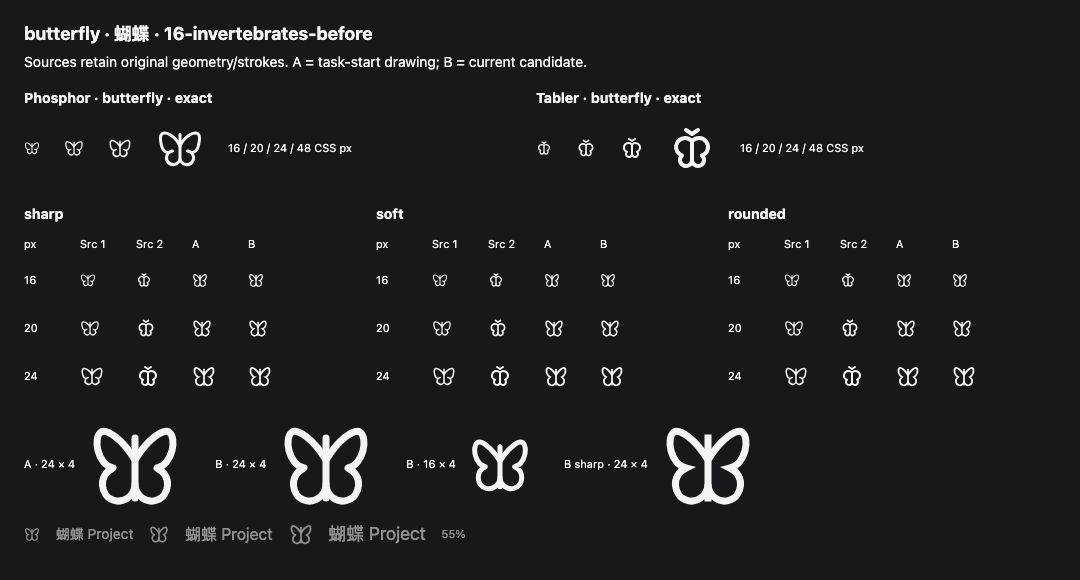 butterfly · 蝴蝶 · 16-invertebrates-before
Sources retain original geometry/strokes. A = task-start drawing; B = current candidate.
Phosphor · butterfly · exact
Tabler · butterfly · exact
16 / 20 / 24 / 48 CSS px
16 / 20 / 24 / 48 CSS px
sharp
soft
rounded
px Src 1 Src 2 A B
px Src 1 Src 2 A B
px Src 1 Src 2 A B
16
16
16
20
20
20
24
24
24
A · 24 × 4
B · 24 × 4
B · 16 × 4
B sharp · 24 × 4
蝴蝶 Project
蝴蝶 Project
蝴蝶 Project
55%